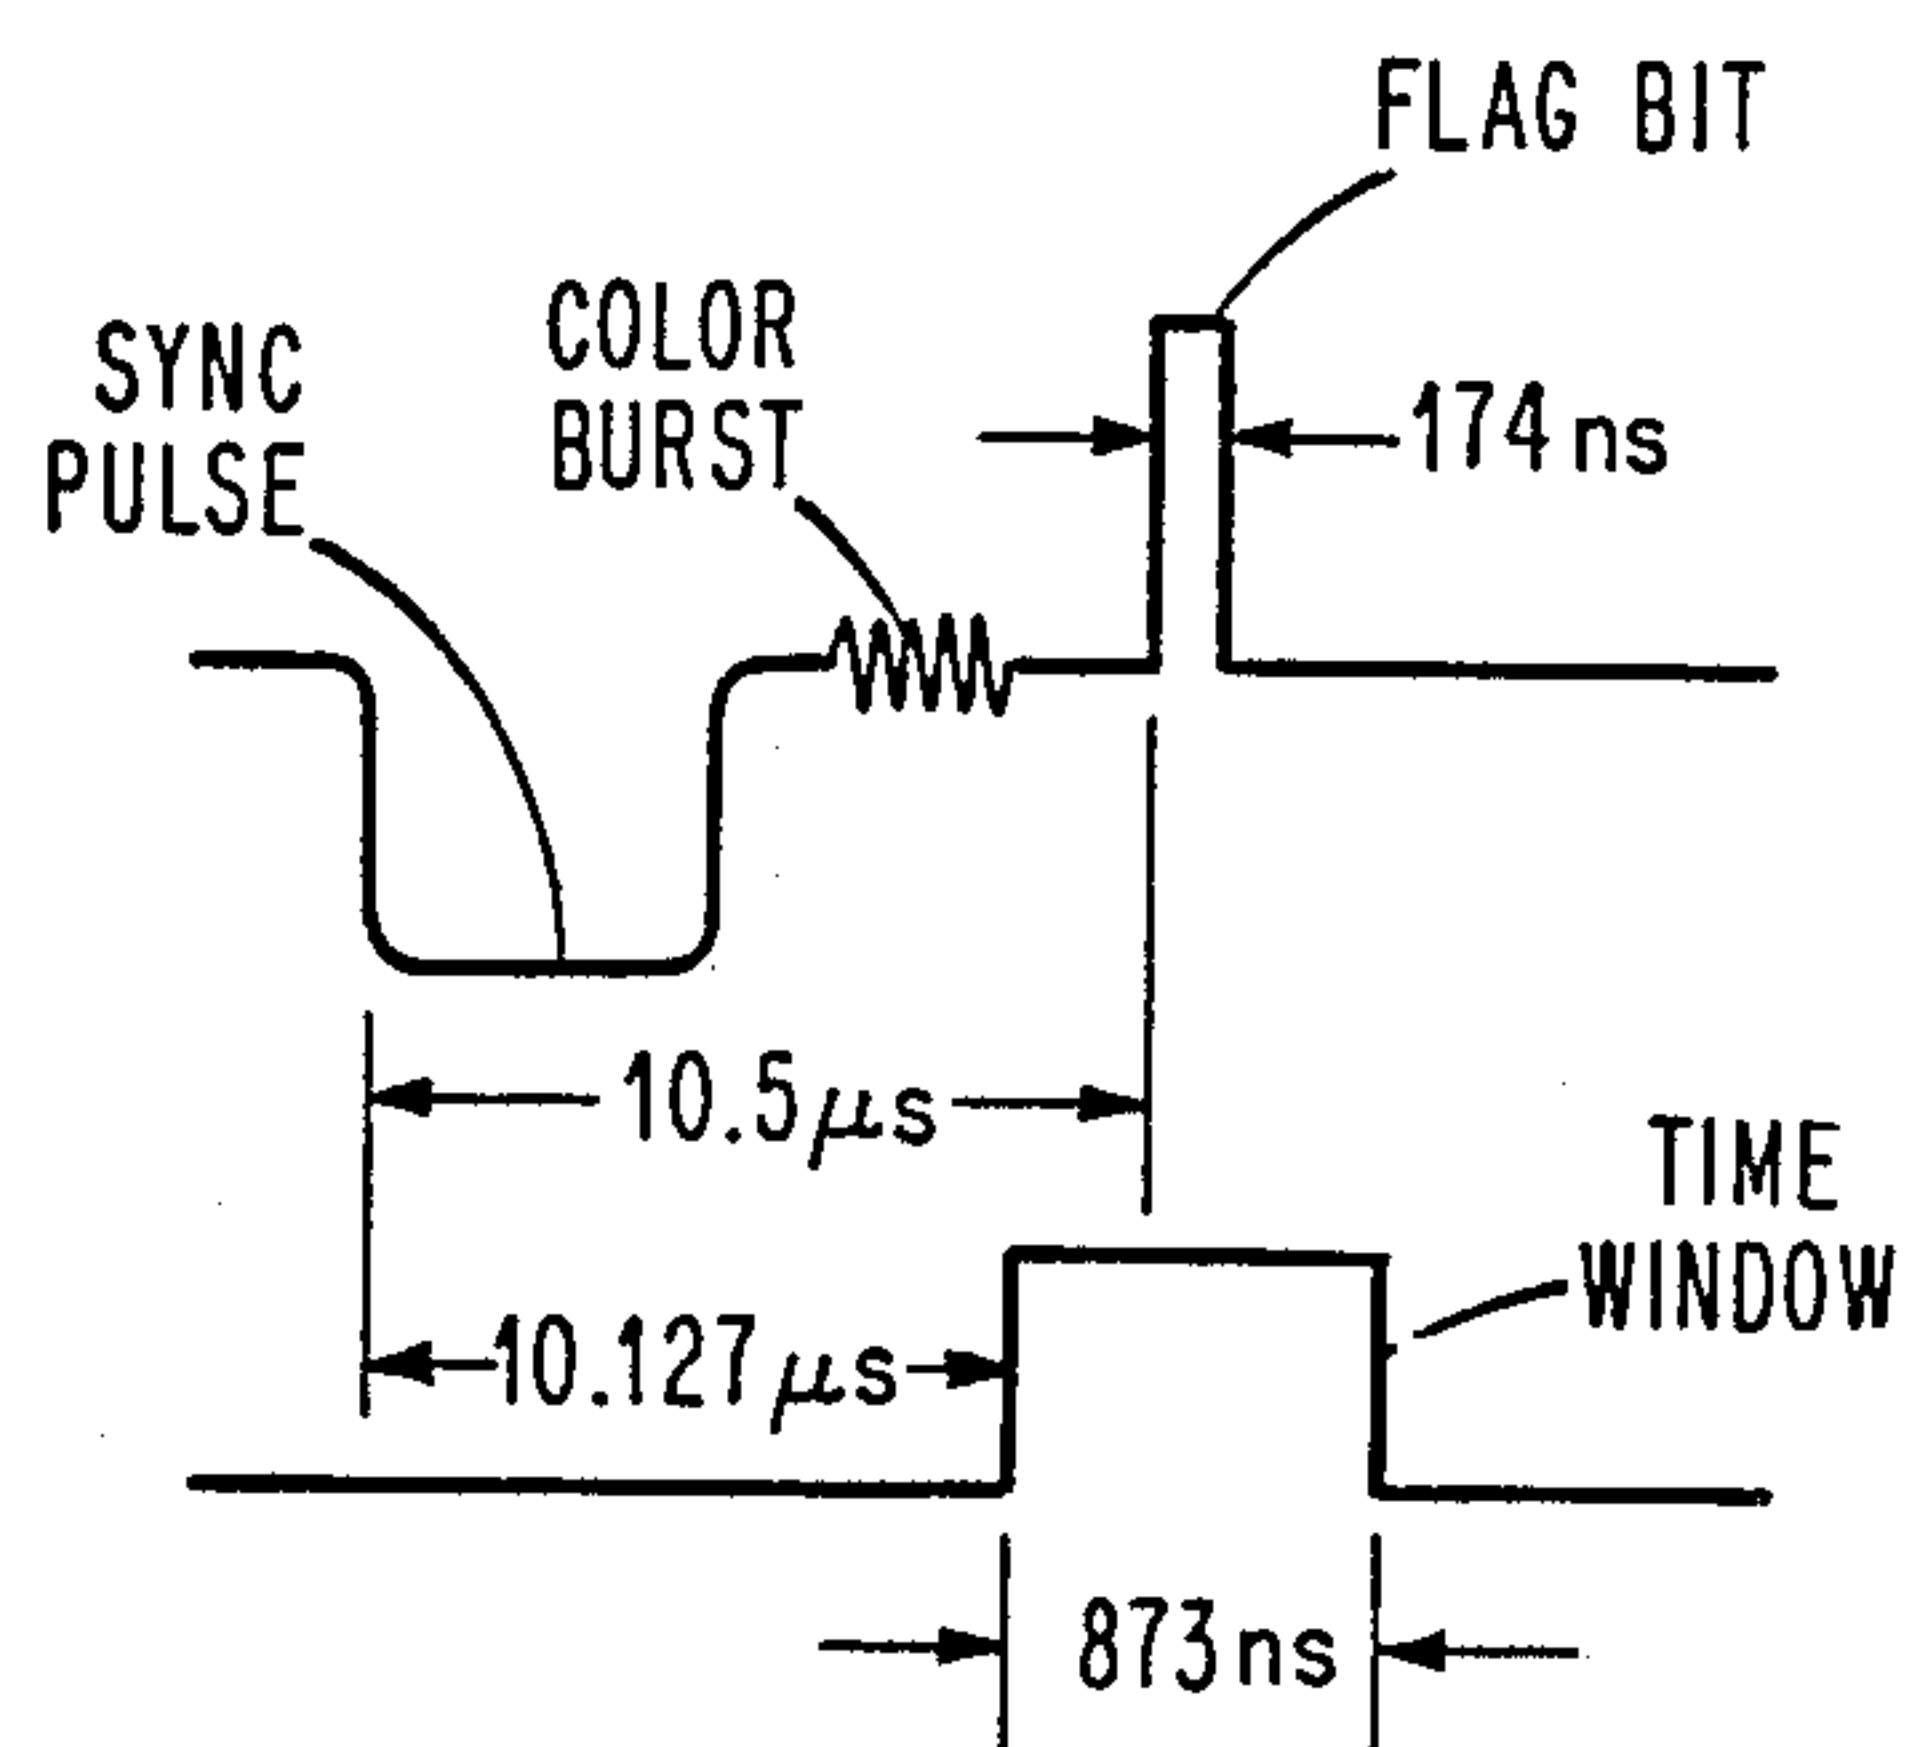 FLAG BIT
COLOR
BURST
SYNC
PULSE
174ns
10.5μs
TIME
WINDOW
10.127μs
873ns